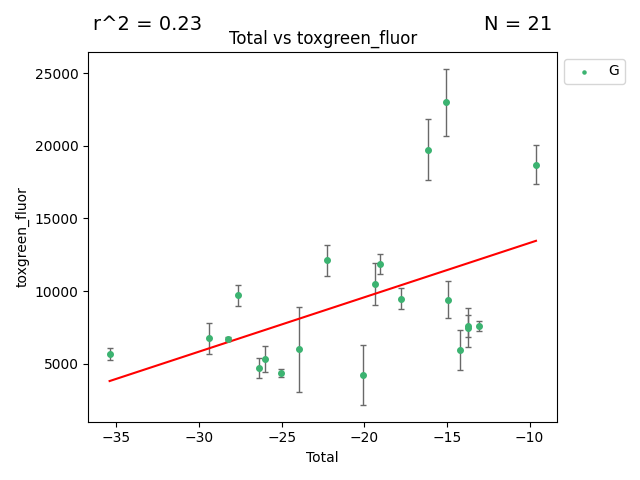 r^2 = 0.23
N = 21
Total vs toxgreen_fluor
G
25000
20000
15000
10000
5000
toxgreen_fluor
−35
−30
−25
−20
−15
−10
Total